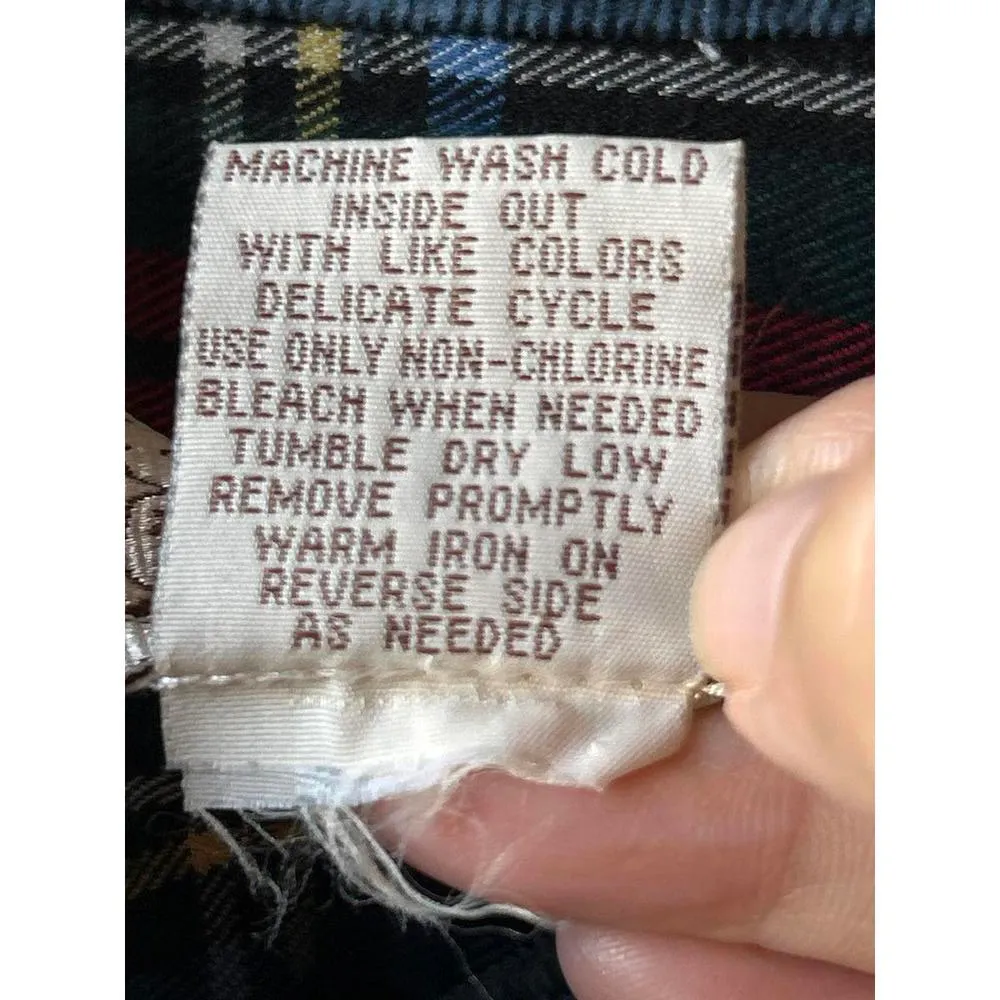 MACHINE WASH COLD
INSIDE OUT
WITH LIKE COLORS
DELICATE CYCLE
USE ONLY NON-CHLORINE
BLEACH WHEN NEEDED
TUMBLE DRY LOW
REMOVE PROMPTLY
WARM IRON ON
REVERSE SIDE
AS NEEDED